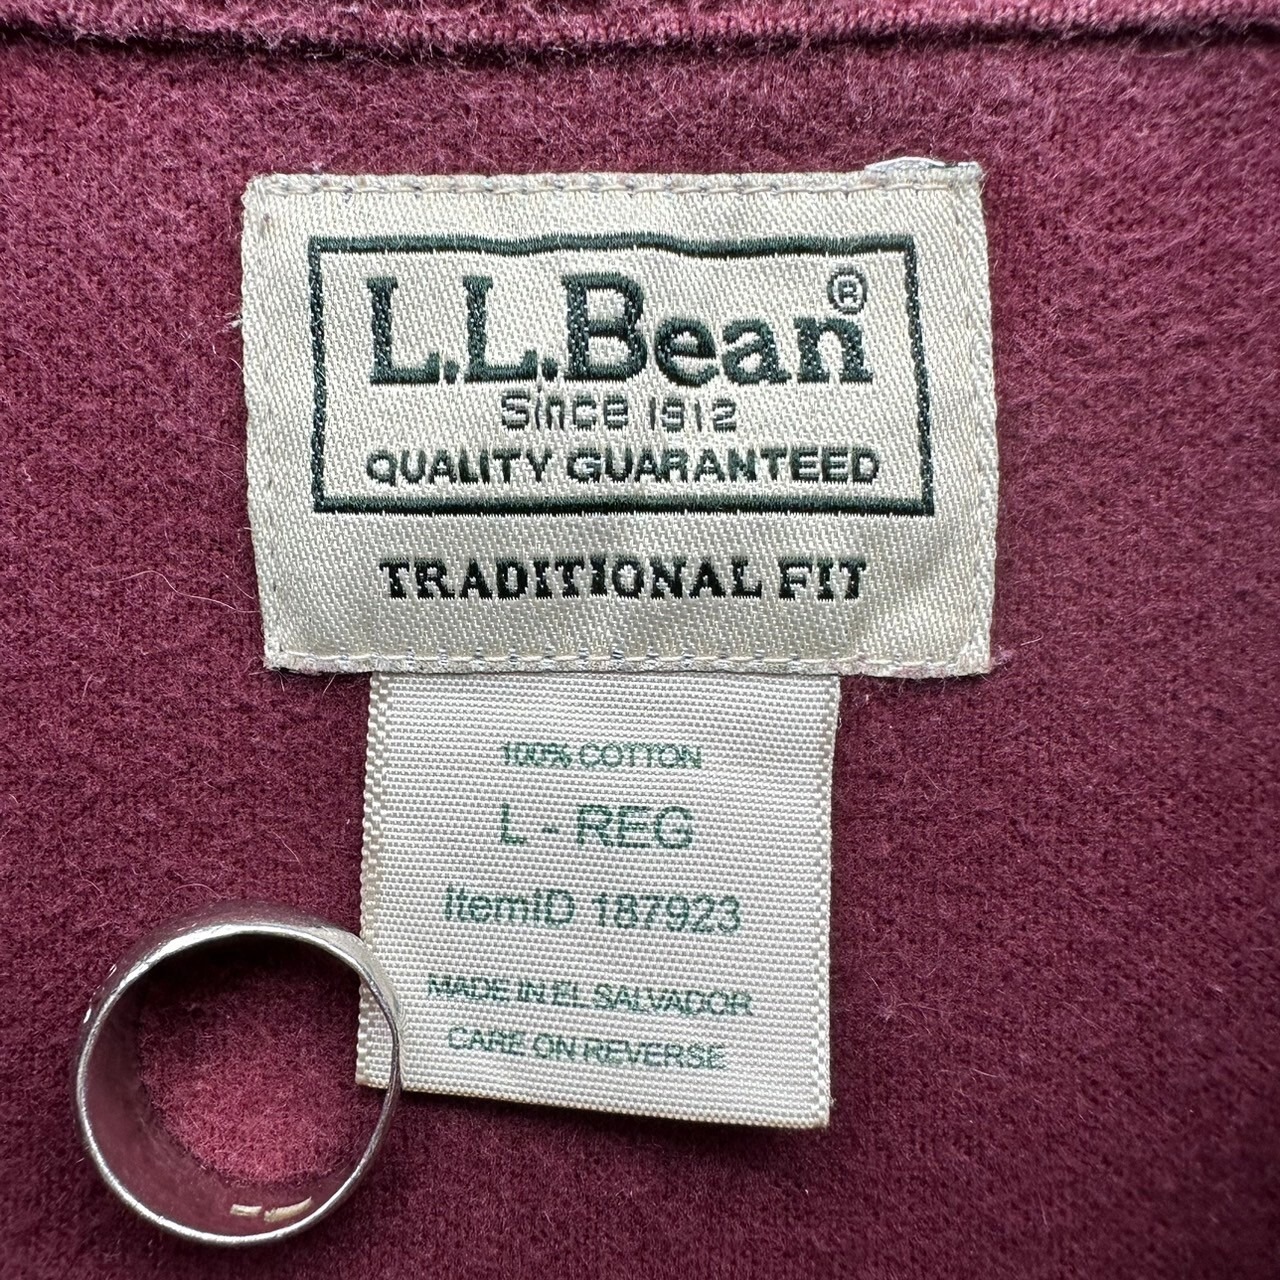 L.L.Bean®
Since 1912
QUALITY GUARANTEED
TRADITIONAL FIT
100% COTTON
L - REG
ItemID 187923
MADE IN EL SALVADOR
CARE ON REVERSE